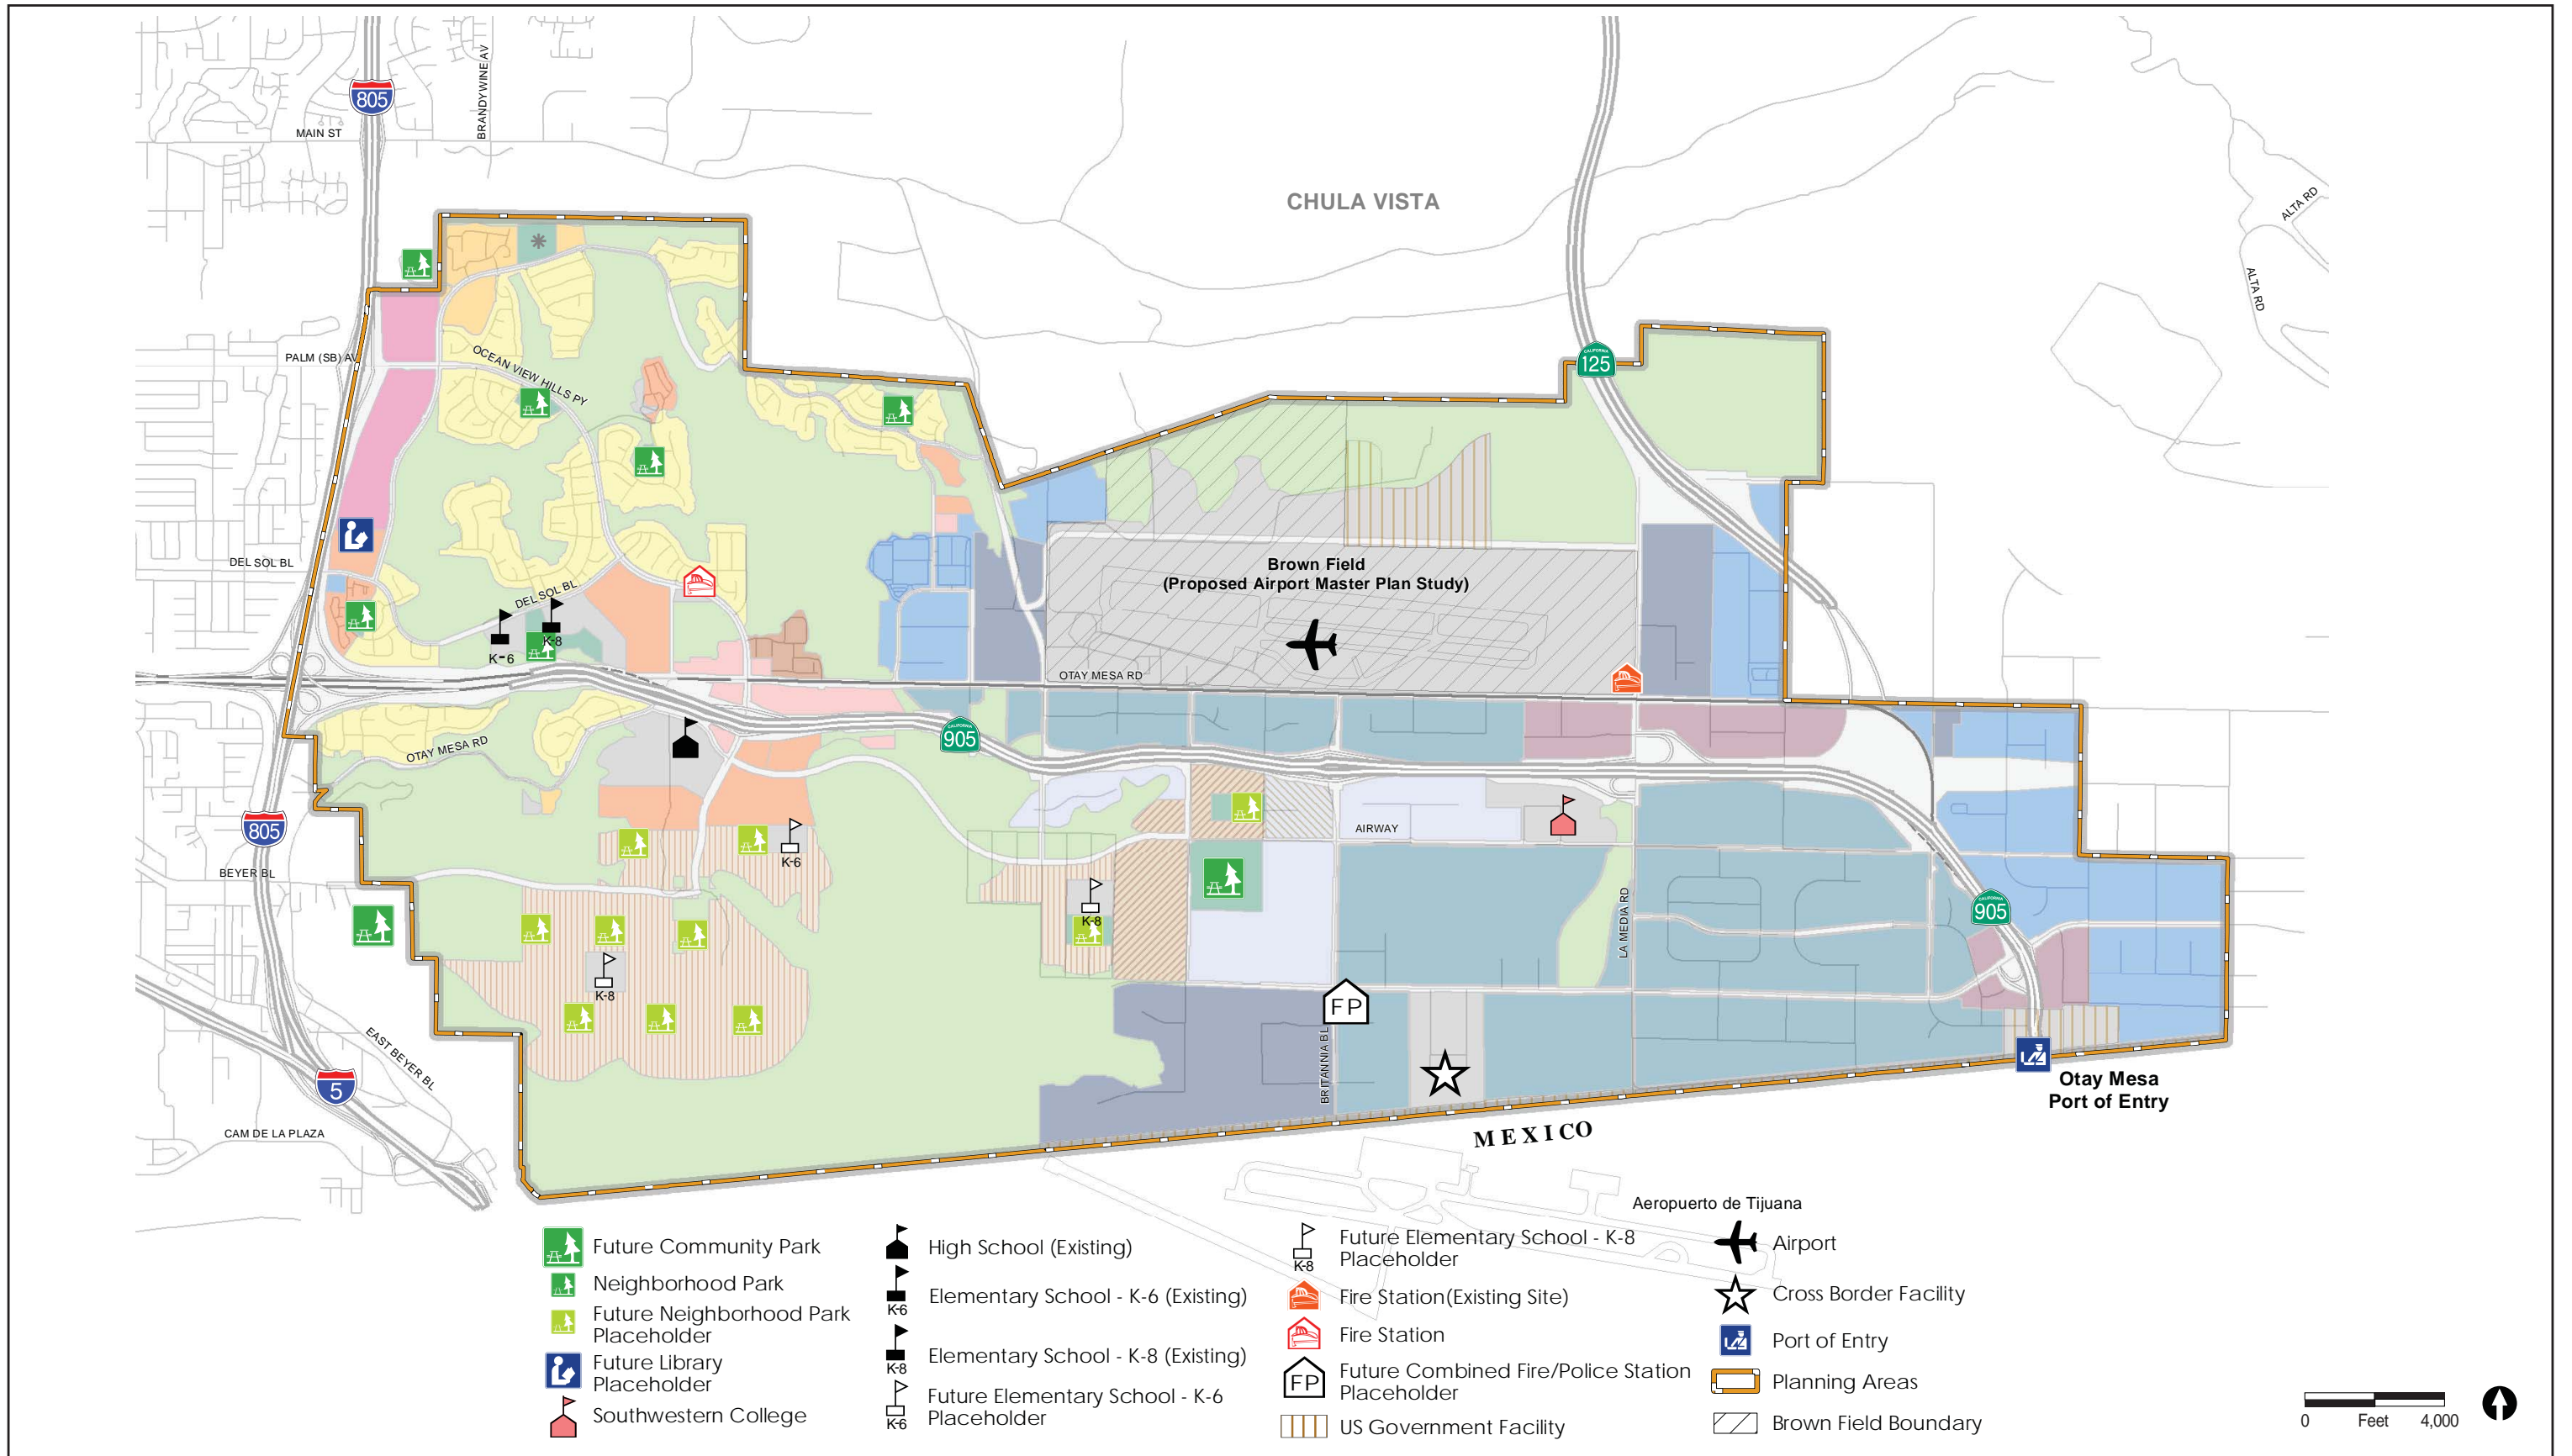 805
MAIN ST
BRANDYWINE AV
CHULA VISTA
ALTA RD
ALTA RD
PALM (SB) AV
OCEAN VIEW HILLS PY
CALIFORNIA
125
DEL SOL BL
DEL SOL BL
K-8
K-6
Brown Field
(Proposed Airport Master Plan Study)
OTAY MESA RD
OTAY MESA RD
CALIFORNIA
905
805
BEYER BL
K-6
AIRWAY
K-8
K-8
LA MEDIA RD
CALIFORNIA
905
FP
BRITANNIA BL
EAST BEYER BL
5
CAM DE LA PLAZA
Otay Mesa
Port of Entry
MEXICO
Aeropuerto de Tijuana
Future Community Park
Neighborhood Park
Future Neighborhood Park
Placeholder
Future Library
Placeholder
Southwestern College
High School (Existing)
K-6
Elementary School - K-6 (Existing)
K-8
Elementary School - K-8 (Existing)
K-6
Future Elementary School - K-6
Placeholder
K-8
Future Elementary School - K-8
Placeholder
Fire Station(Existing Site)
Fire Station
FP
Future Combined Fire/Police Station
Placeholder
US Government Facility
Airport
Cross Border Facility
Port of Entry
Planning Areas
Brown Field Boundary
0 Feet 4,000